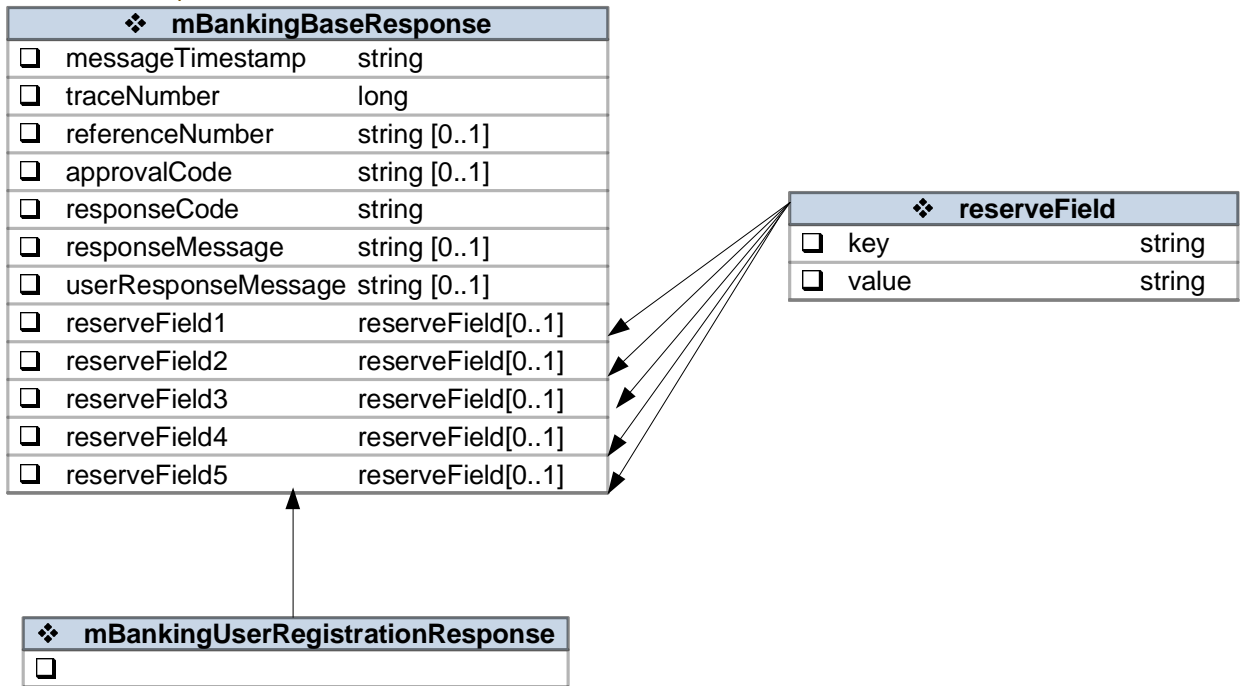 mBankingBaseResponse
messageTimestamp string
traceNumber long
referenceNumber string [0..1]
approvalCode string [0..1]
responseCode string
responseMessage string [0..1]
userResponseMessage string [0..1]
reserveField1 reserveField[0..1]
reserveField2 reserveField[0..1]
reserveField3 reserveField[0..1]
reserveField4 reserveField[0..1]
reserveField5 reserveField[0..1]
reserveField
key string
value string
mBankingUserRegistrationResponse